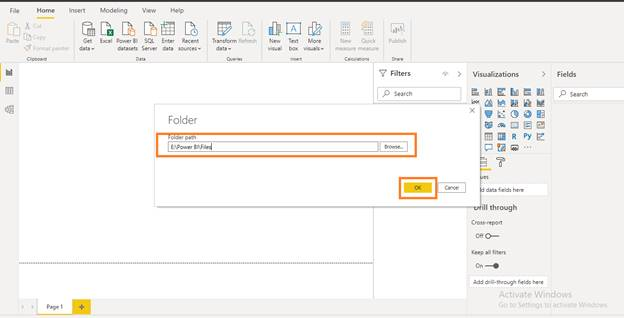 File
Home
Insert
Modeling
View
Help
Paste
Cut
Copy
Format painter
Clipboard
Get data
Excel
Power BI datasets
SQL Server
Enter data
Recent sources
Data
Transform data
Refresh
Queries
New visual
Text box
More visuals
Insert
New measure
Quick measure
Calculations
Publish
Share
Filters
Search
Visualizations
Fields
Search
Folder
Folder path
E:\Power BI\Files
Browse...
OK
Cancel
Add data fields here
Drill through
Cross-report
Off
Keep all filters
On
Add drill-through fields here
Activate Windows
Go to Settings to activate Windows.
Page 1